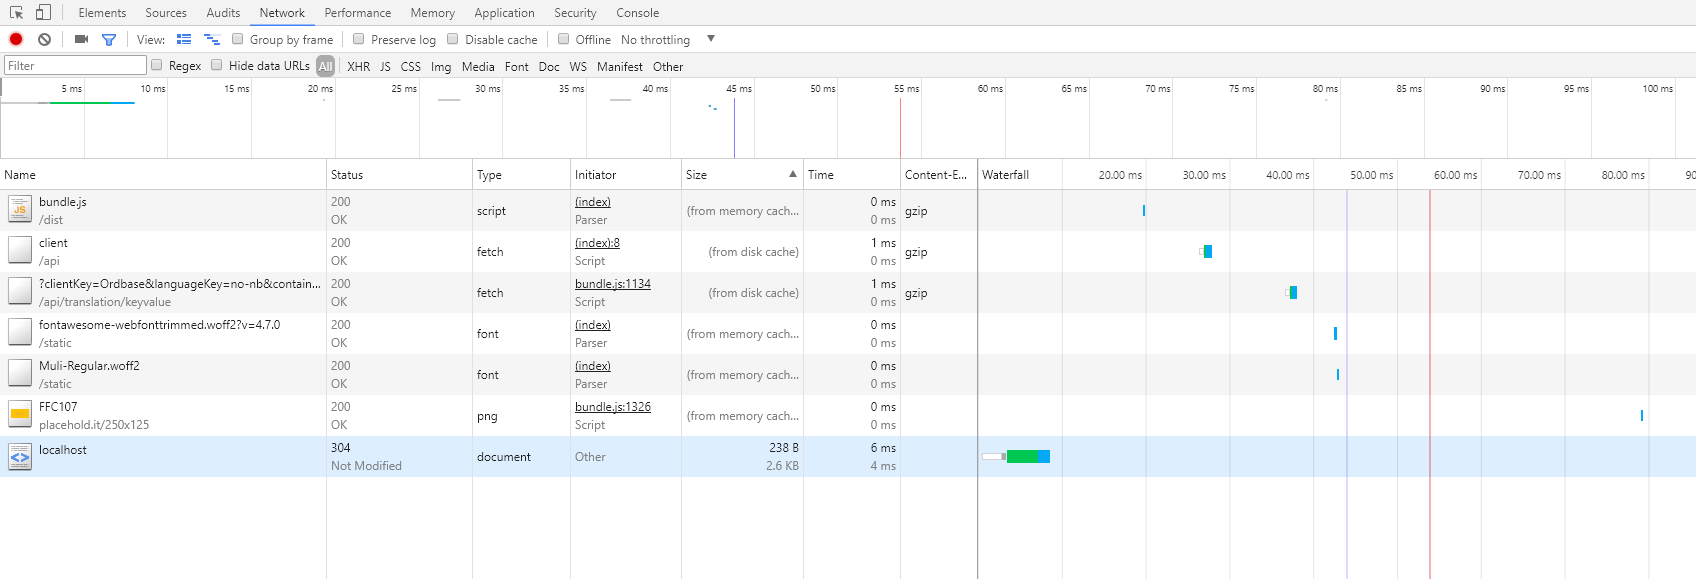 Elements Sources Audits Network Performance Memory Application Security Console
View: Group by frame Preserve log Disable cache Offline No throttling
Filter Regex Hide data URLs All XHR JS CSS Img Media Font Doc WS Manifest Other
5 ms 10 ms 15 ms 20 ms 25 ms 30 ms 35 ms 40 ms 45 ms 50 ms 55 ms 60 ms 65 ms 70 ms 75 ms 80 ms 85 ms 90 ms 95 ms 100 ms
Name Status Type Initiator Size Time Content-E... Waterfall 20.00 ms 30.00 ms 40.00 ms 50.00 ms 60.00 ms 70.00 ms 80.00 ms 90
bundle.js 200 script (index) (from memory cach... 0 ms gzip
/dist OK Parser 0 ms
client 200 fetch (index):8 (from disk cache) 1 ms gzip
/api OK Script 0 ms
?clientKey=Ordbase&languageKey=no-nb&contain... 200 fetch bundle.js:1134 (from disk cache) 1 ms gzip
/api/translation/keyvalue OK Script 0 ms
fontawesome-webfonttrimmed.woff2?v=4.7.0 200 font (index) (from memory cach... 0 ms
/static OK Parser 0 ms
Muli-Regular.woff2 200 font (index) (from memory cach... 0 ms
/static OK Parser 0 ms
FFC107 200 png bundle.js:1326 (from memory cach... 0 ms
placehold.it/250x125 OK Script 0 ms
localhost 304 document Other 238 B 6 ms
Not Modified 2.6 KB 4 ms